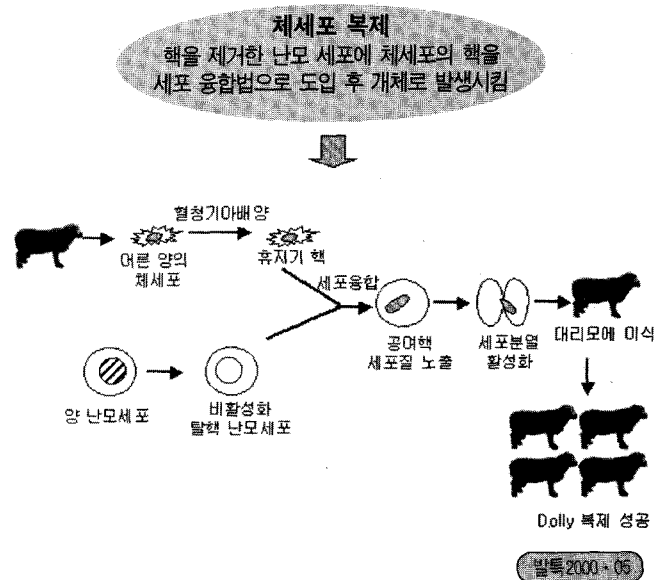 체세포 복제
핵을 제거한 난모 세포에 체세포의 핵을
세포 융합법으로 도입 후 개체로 발생시킴
혈청기아배양
어른 양의
체세포
휴지기 핵
세포융합
공여핵
세포질 노출
세포분열
활성화
대리모에 이식
양 난모세포
비활성화
탈핵 난모세포
D.olly 복제 성공
발특2000·05